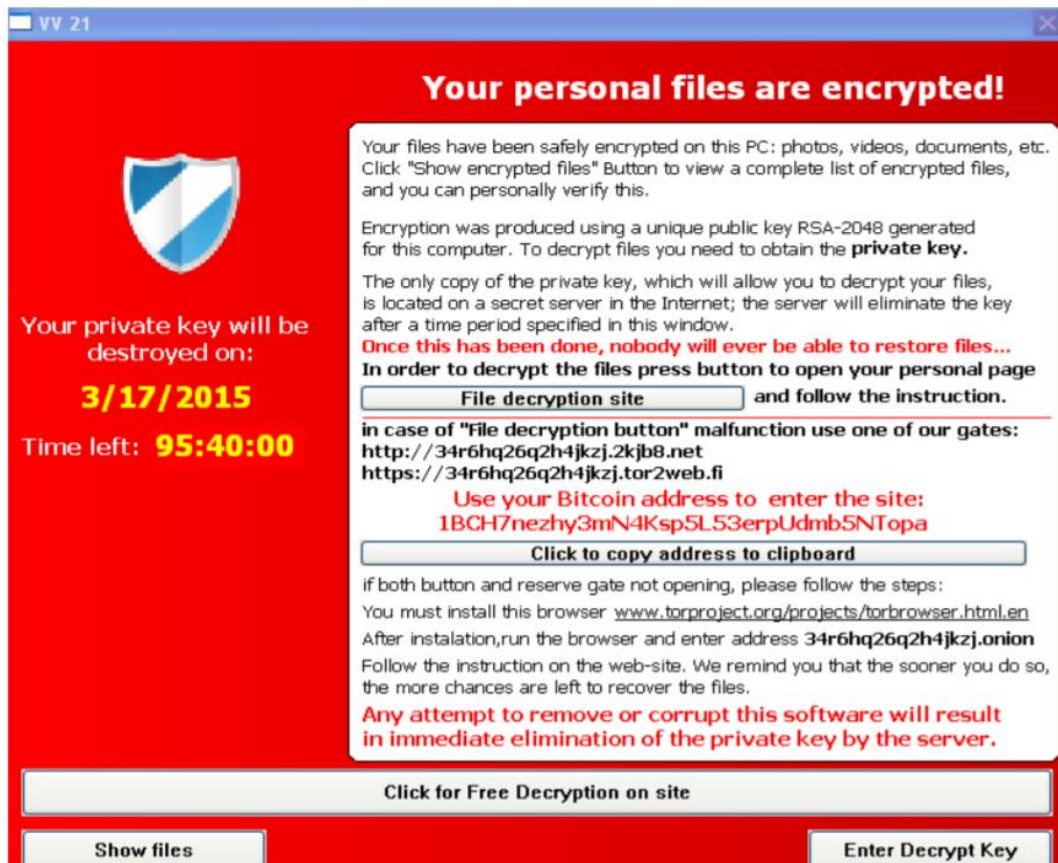 VV 21
Your personal files are encrypted!
Your files have been safely encrypted on this PC: photos, videos, documents, etc.
Click "Show encrypted files" Button to view a complete list of encrypted files,
and you can personally verify this.
Encryption was produced using a unique public key RSA-2048 generated
for this computer. To decrypt files you need to obtain the private key.
The only copy of the private key, which will allow you to decrypt your files,
is located on a secret server in the Internet; the server will eliminate the key
after a time period specified in this window.
Once this has been done, nobody will ever be able to restore files...
In order to decrypt the files press button to open your personal page
File decryption site and follow the instruction.
in case of "File decryption button" malfunction use one of our gates:
http://34r6hq26q2h4jkzj.2kjb8.net
https://34r6hq26q2h4jkzj.tor2web.fi
Use your Bitcoin address to enter the site:
1BCH7nezhy3mN4Ksp5L53erpUdmb5NTopa
Click to copy address to clipboard
if both button and reserve gate not opening, please follow the steps:
You must install this browser www.torproject.org/projects/torbrowser.html.en
After instalation,run the browser and enter address 34r6hq26q2h4jkzj.onion
Follow the instruction on the web-site. We remind you that the sooner you do so,
the more chances are left to recover the files.
Any attempt to remove or corrupt this software will result
in immediate elimination of the private key by the server.
Your private key will be
destroyed on:
3/17/2015
Time left: 95:40:00
Click for Free Decryption on site
Show files
Enter Decrypt Key